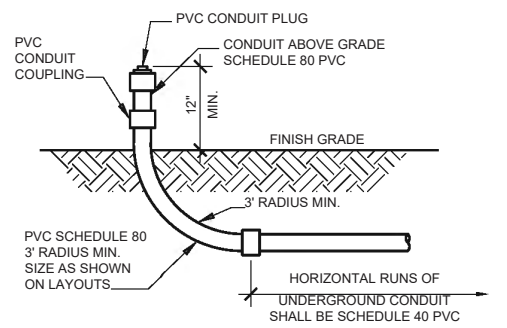 PVC CONDUIT PLUG
PVC
CONDUIT
COUPLING
CONDUIT ABOVE GRADE
SCHEDULE 80 PVC
12"
MIN.
FINISH GRADE
3' RADIUS MIN.
PVC SCHEDULE 80
3' RADIUS MIN.
SIZE AS SHOWN
ON LAYOUTS
HORIZONTAL RUNS OF
UNDERGROUND CONDUIT
SHALL BE SCHEDULE 40 PVC